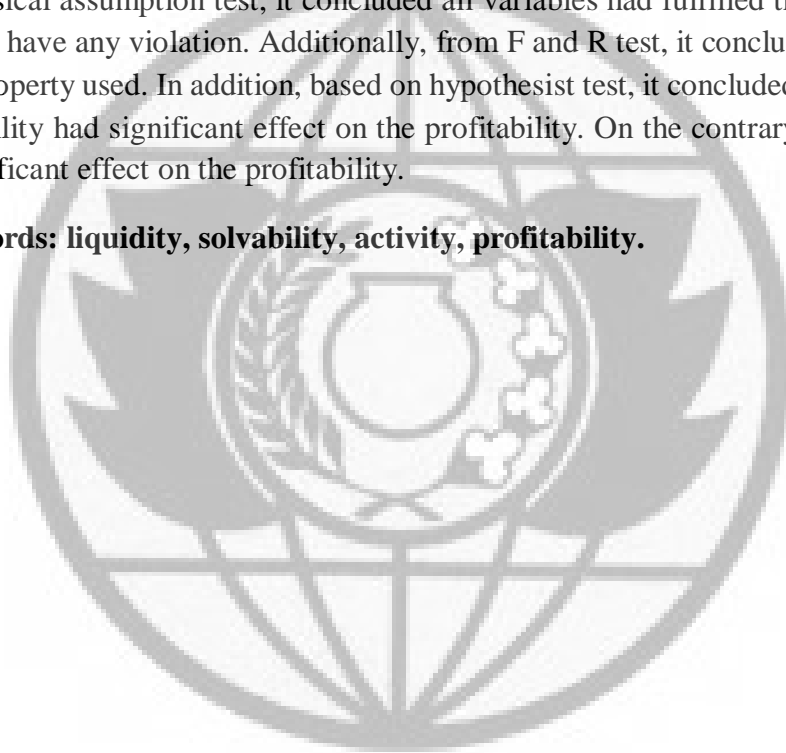 sical assumption test, it concluded all variables had fulfilled th
have any violation. Additionally, from F and R test, it conclu
operty used. In addition, based on hypothesist test, it concluded
ility had significant effect on the profitability. On the contrary
ificant effect on the profitability.
ords: liquidity, solvability, activity, profitability.